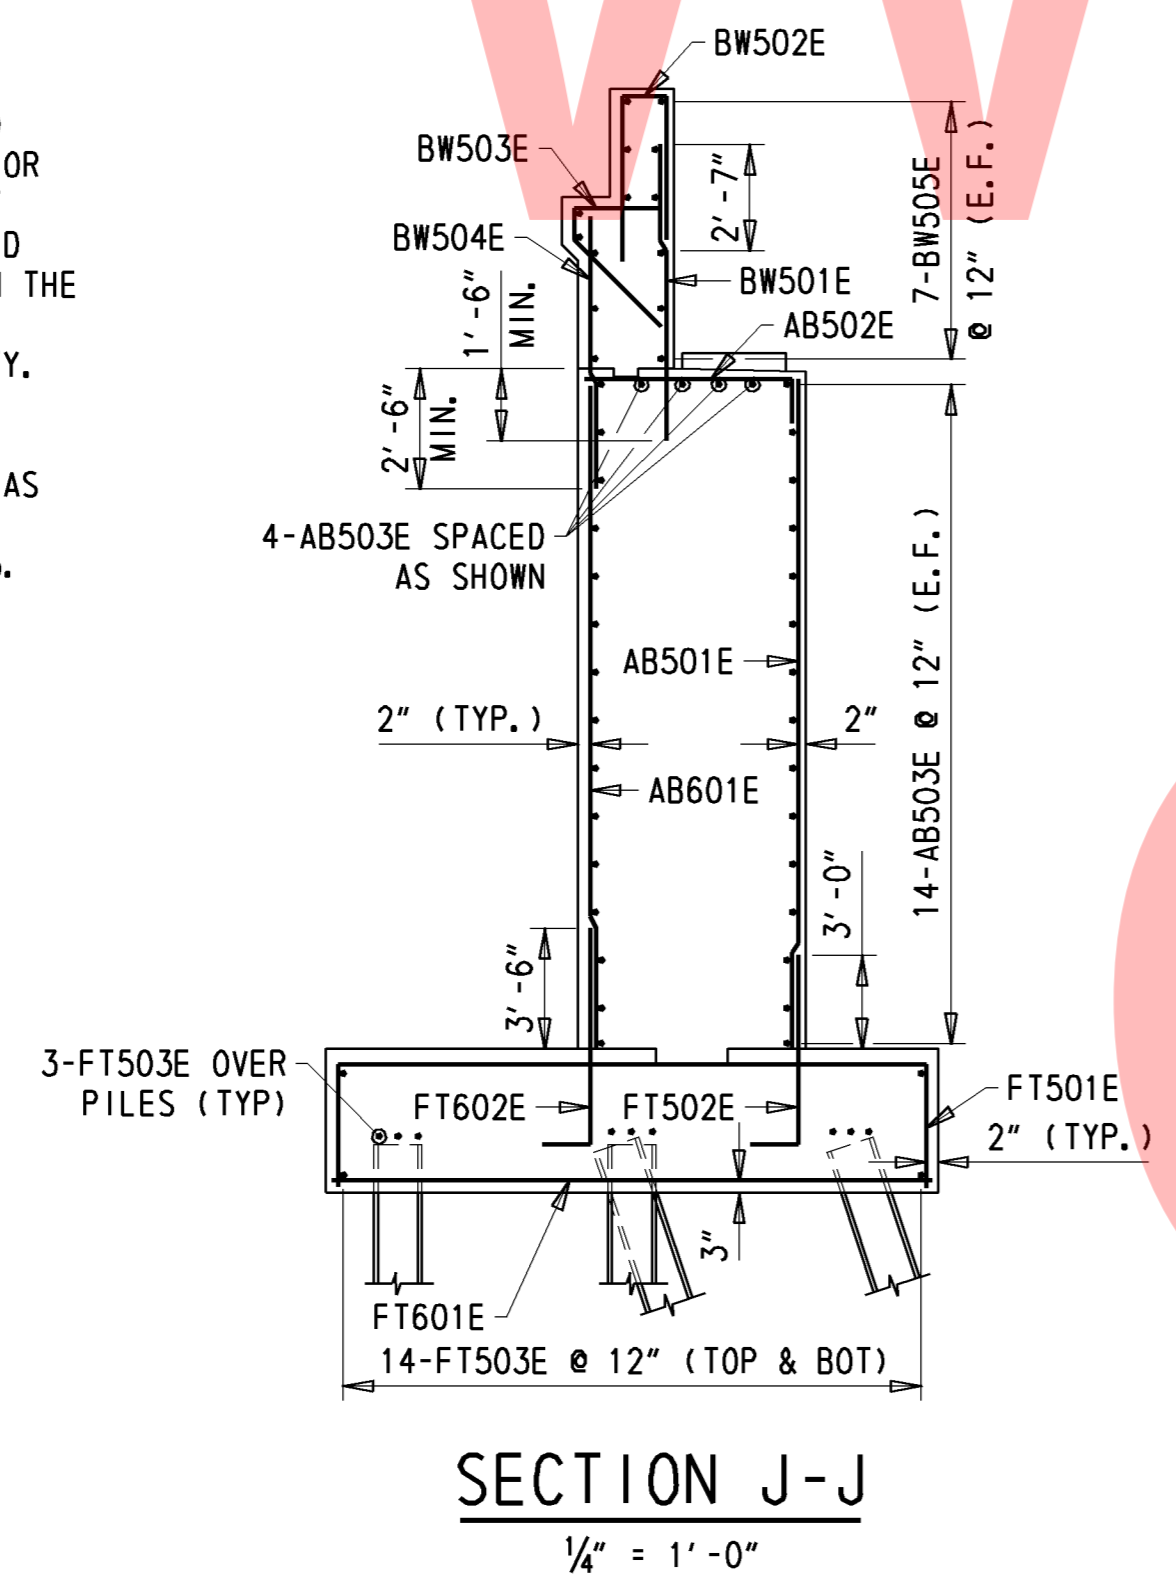 OR
D
THE
Y.
AS
BW502E
BW503E
BW504E
2'-7"
7-BW505E
@ 12" (E.F.)
BW501E
1'-6"
MIN.
AB502E
2'-6"
MIN.
4-AB503E SPACED
AS SHOWN
14-AB503E @ 12" (E.F.)
AB501E
2" (TYP.)
2"
AB601E
3'-0"
3'-6"
3-FT503E OVER
PILES (TYP)
FT602E
FT502E
FT501E
2" (TYP.)
3"
FT601E
14-FT503E @ 12" (TOP & BOT)
SECTION J-J
1/4" = 1'-0"